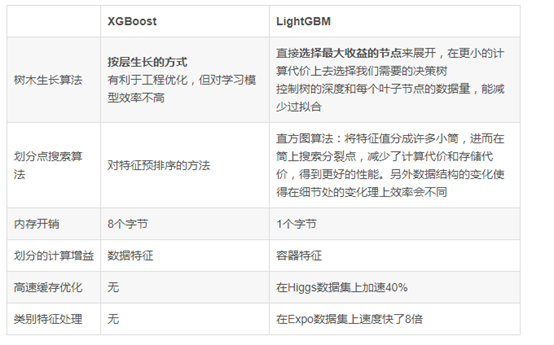 XGBoost LightGBM
树木生长算法
按层生长的方式
有利于工程优化，但对学习模
型效率不高
直接选择最大收益的节点来展开，在更小的计
算代价上去选择我们需要的决策树
控制树的深度和每个叶子节点的数据量，能减
少过拟合
划分点搜索算
法
对特征预排序的方法
直方图算法：将特征值分成许多小筒，进而在
筒上搜索分裂点，减少了计算代价和存储代
价，得到更好的性能。另外数据结构的变化使
得在细节处的变化理上效率会不同
内存开销 8个字节 1个字节
划分的计算增益 数据特征 容器特征
高速缓存优化 无 在Higgs数据集上加速40%
类别特征处理 无 在Expo数据集上速度快了8倍